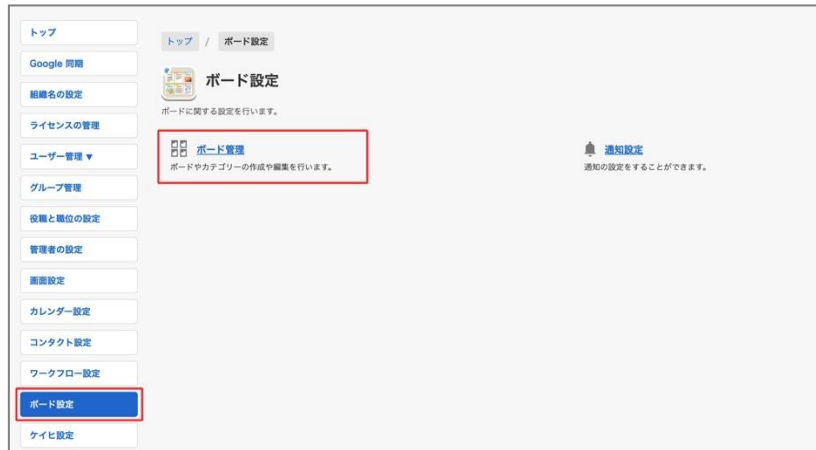 トップ
Google 同期
組織名の設定
ライセンスの管理
ユーザー管理 ▼
グループ管理
役職と職位の設定
管理者の設定
画面設定
カレンダー設定
コンタクト設定
ワークフロー設定
ボード設定
ケイヒ設定
トップ / ボード設定
ボード設定
ボードに関する設定を行います。
ボード管理
ボードやカテゴリーの作成や編集を行います。
通知設定
通知の設定をすることができます。